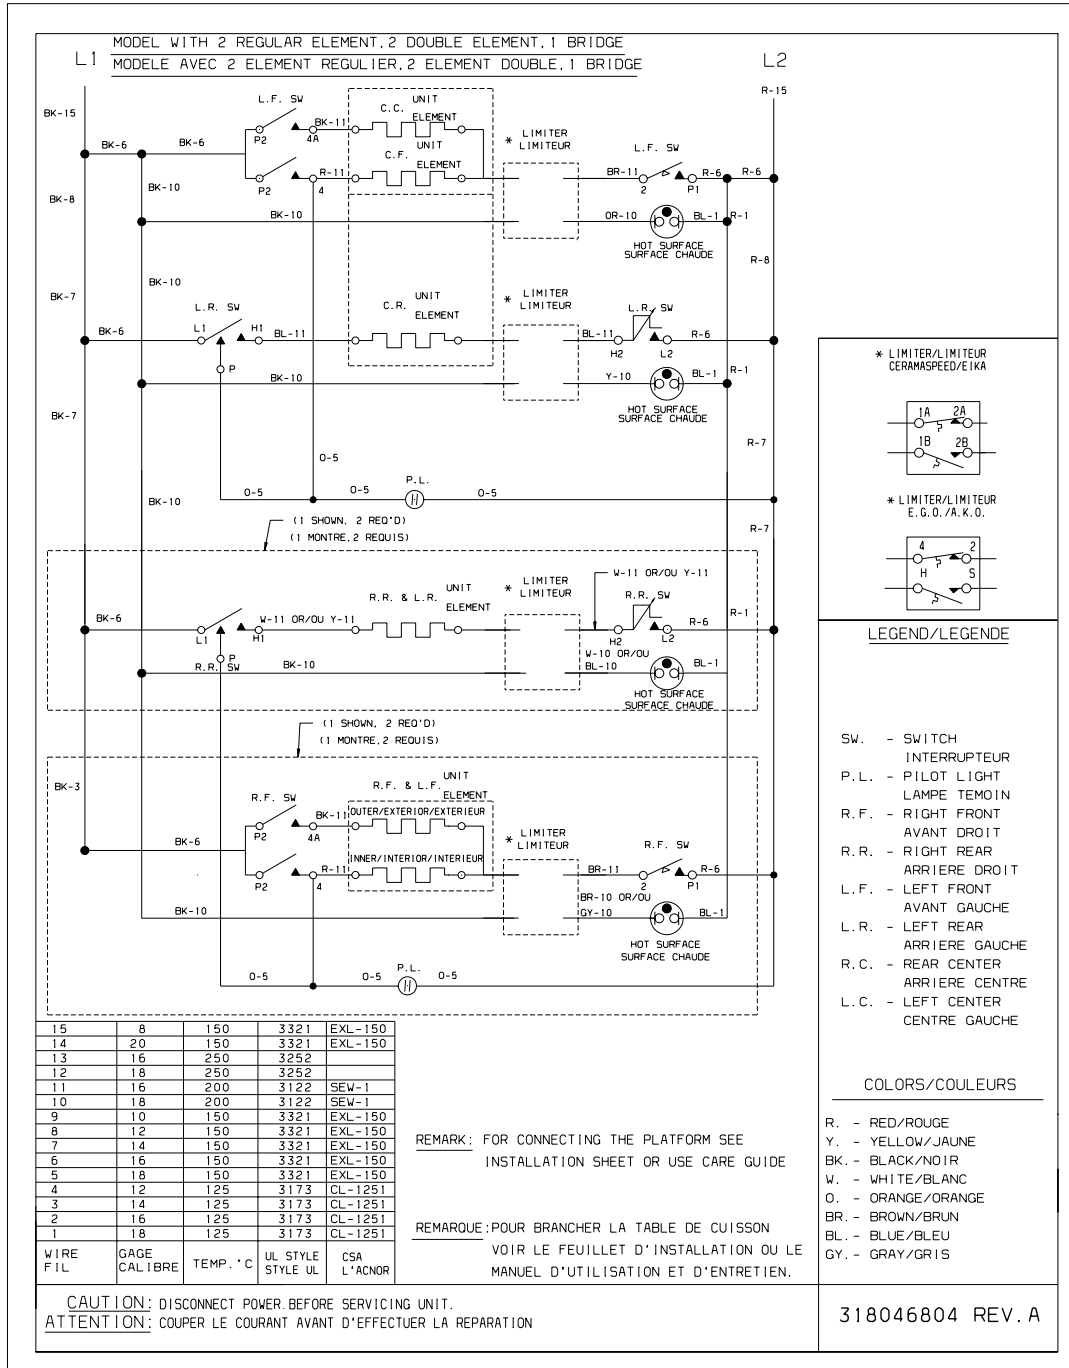 MODEL WITH 2 REGULAR ELEMENT, 2 DOUBLE ELEMENT, 1 BRIDGE
MODELE AVEC 2 ELEMENT REGULIER, 2 ELEMENT DOUBLE, 1 BRIDGE
L1
L2
BK-15
R-15
L.F. SW
C.C.
UNIT
ELEMENT
BK-11
P2
4A
BK-6
BK-6
UNIT
C.F.
ELEMENT
* LIMITER
LIMITEUR
L.F. SW
R-11
P2
4
BR-11
2
P1
R-6
R-6
BK-8
BK-10
BK-10
OR-10
BL-1
R-1
HOT SURFACE
SURFACE CHAUDE
R-8
BK-7
BK-10
L.R. SW
C.R.
UNIT
ELEMENT
* LIMITER
LIMITEUR
L.R. SW
BK-6
L1
H1
BL-11
BL-11
H2
L2
R-6
P
BK-10
Y-10
BL-1
R-1
HOT SURFACE
SURFACE CHAUDE
BK-7
O-5
R-7
P.L.
O-5
O-5
O-5
BK-10
(1 SHOWN, 2 REQ'D)
(1 MONTRE, 2 REQUIS)
R-7
W-11 OR/OU Y-11
R.R. & L.R.
UNIT
ELEMENT
* LIMITER
LIMITEUR
R.R. SW
BK-6
L1
W-11 OR/OU Y-11
H1
H2
L2
R-6
R-1
P
R.R. SW
BK-10
W-10 OR/OU
BL-10
BL-1
HOT SURFACE
SURFACE CHAUDE
(1 SHOWN, 2 REQ'D)
(1 MONTRE, 2 REQUIS)
BK-3
R.F. SW
R.F. & L.F.
UNIT
ELEMENT
BK-11
OUTER/EXTERIOR/EXTERIEUR
P2
4A
BK-6
* LIMITER
LIMITEUR
R.F. SW
R-11
INNER/INTERIOR/INTERIEUR
P2
4
BR-11
2
P1
R-6
BK-10
BR-10 OR/OU
GY-10
BL-1
HOT SURFACE
SURFACE CHAUDE
P.L.
O-5
O-5
O-5
* LIMITER/LIMITEUR
CERAMASPEED/EIKA
1A 2A
1B 2B
* LIMITER/LIMITEUR
E.G.O./A.K.O.
4 2
H S
LEGEND/LEGENDE
SW. - SWITCH
INTERRUPTEUR
P.L. - PILOT LIGHT
LAMPE TEMOIN
R.F. - RIGHT FRONT
AVANT DROIT
R.R. - RIGHT REAR
ARRIERE DROIT
L.F. - LEFT FRONT
AVANT GAUCHE
L.R. - LEFT REAR
ARRIERE GAUCHE
R.C. - REAR CENTER
ARRIERE CENTRE
L.C. - LEFT CENTER
CENTRE GAUCHE
COLORS/COULEURS
R. - RED/ROUGE
Y. - YELLOW/JAUNE
BK. - BLACK/NOIR
W. - WHITE/BLANC
O. - ORANGE/ORANGE
BR. - BROWN/BRUN
BL. - BLUE/BLEU
GY. - GRAY/GRIS
15 8 150 3321 EXL-150
14 20 150 3321 EXL-150
13 16 250 3252
12 18 250 3252
11 16 200 3122 SEW-1
10 18 200 3122 SEW-1
9 10 150 3321 EXL-150
8 12 150 3321 EXL-150
7 14 150 3321 EXL-150
6 16 150 3321 EXL-150
5 18 150 3321 EXL-150
4 12 125 3173 CL-1251
3 14 125 3173 CL-1251
2 16 125 3173 CL-1251
1 18 125 3173 CL-1251
WIRE GAGE TEMP.°C UL STYLE CSA
FIL CALIBRE STYLE UL L'ACNOR
REMARK: FOR CONNECTING THE PLATFORM SEE
INSTALLATION SHEET OR USE CARE GUIDE
REMARQUE: POUR BRANCHER LA TABLE DE CUISSON
VOIR LE FEUILLET D'INSTALLATION OU LE
MANUEL D'UTILISATION ET D'ENTRETIEN.
CAUTION: DISCONNECT POWER.BEFORE SERVICING UNIT.
ATTENTION: COUPER LE COURANT AVANT D'EFFECTUER LA REPARATION
318046804 REV. A